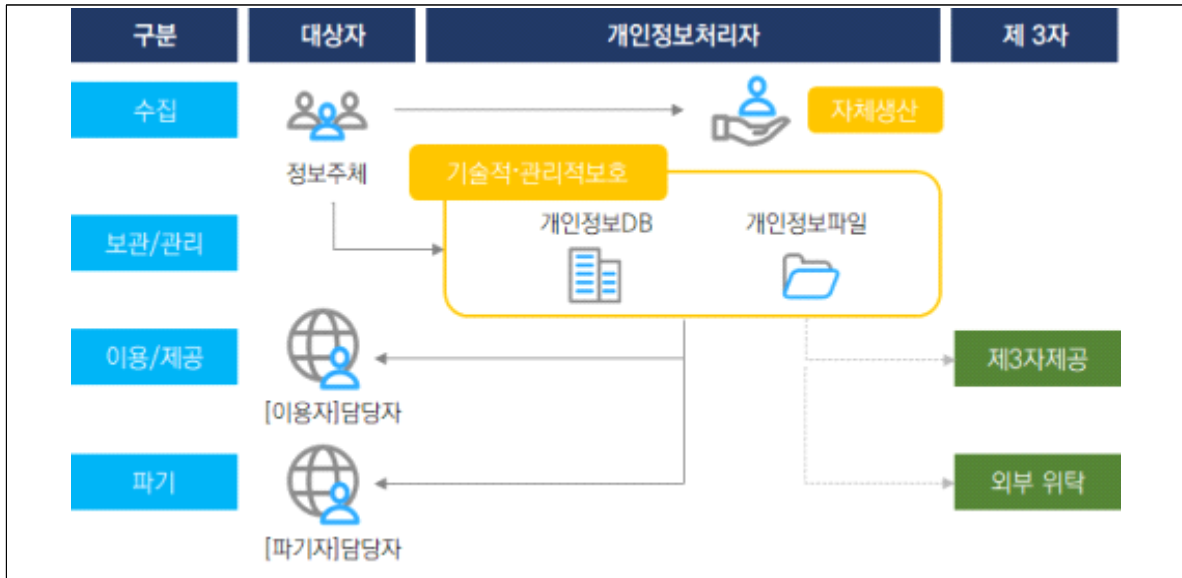 구분
대상자
개인정보처리자
제 3자
수집
자체생산
정보주체
기술적·관리적보호
보관/관리
개인정보DB
개인정보파일
이용/제공
제3자제공
[이용자]담당자
파기
외부 위탁
[파기자]담당자